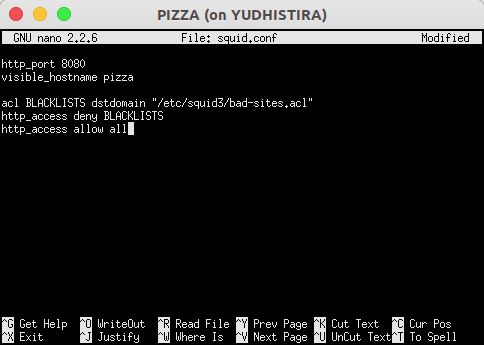 PIZZA (on YUDHISTIRA)
GNU nano 2.2.6 File: squid.conf Modified
http_port 8080
visible_hostname pizza
acl BLACKLISTS dstdomain "/etc/squid3/bad-sites.acl"
http_access deny BLACKLISTS
http_access allow all
^G Get Help ^O WriteOut ^R Read File ^Y Prev Page ^K Cut Text ^C Cur Pos
^X Exit ^J Justify ^W Where Is ^V Next Page ^U UnCut Text ^T To Spell